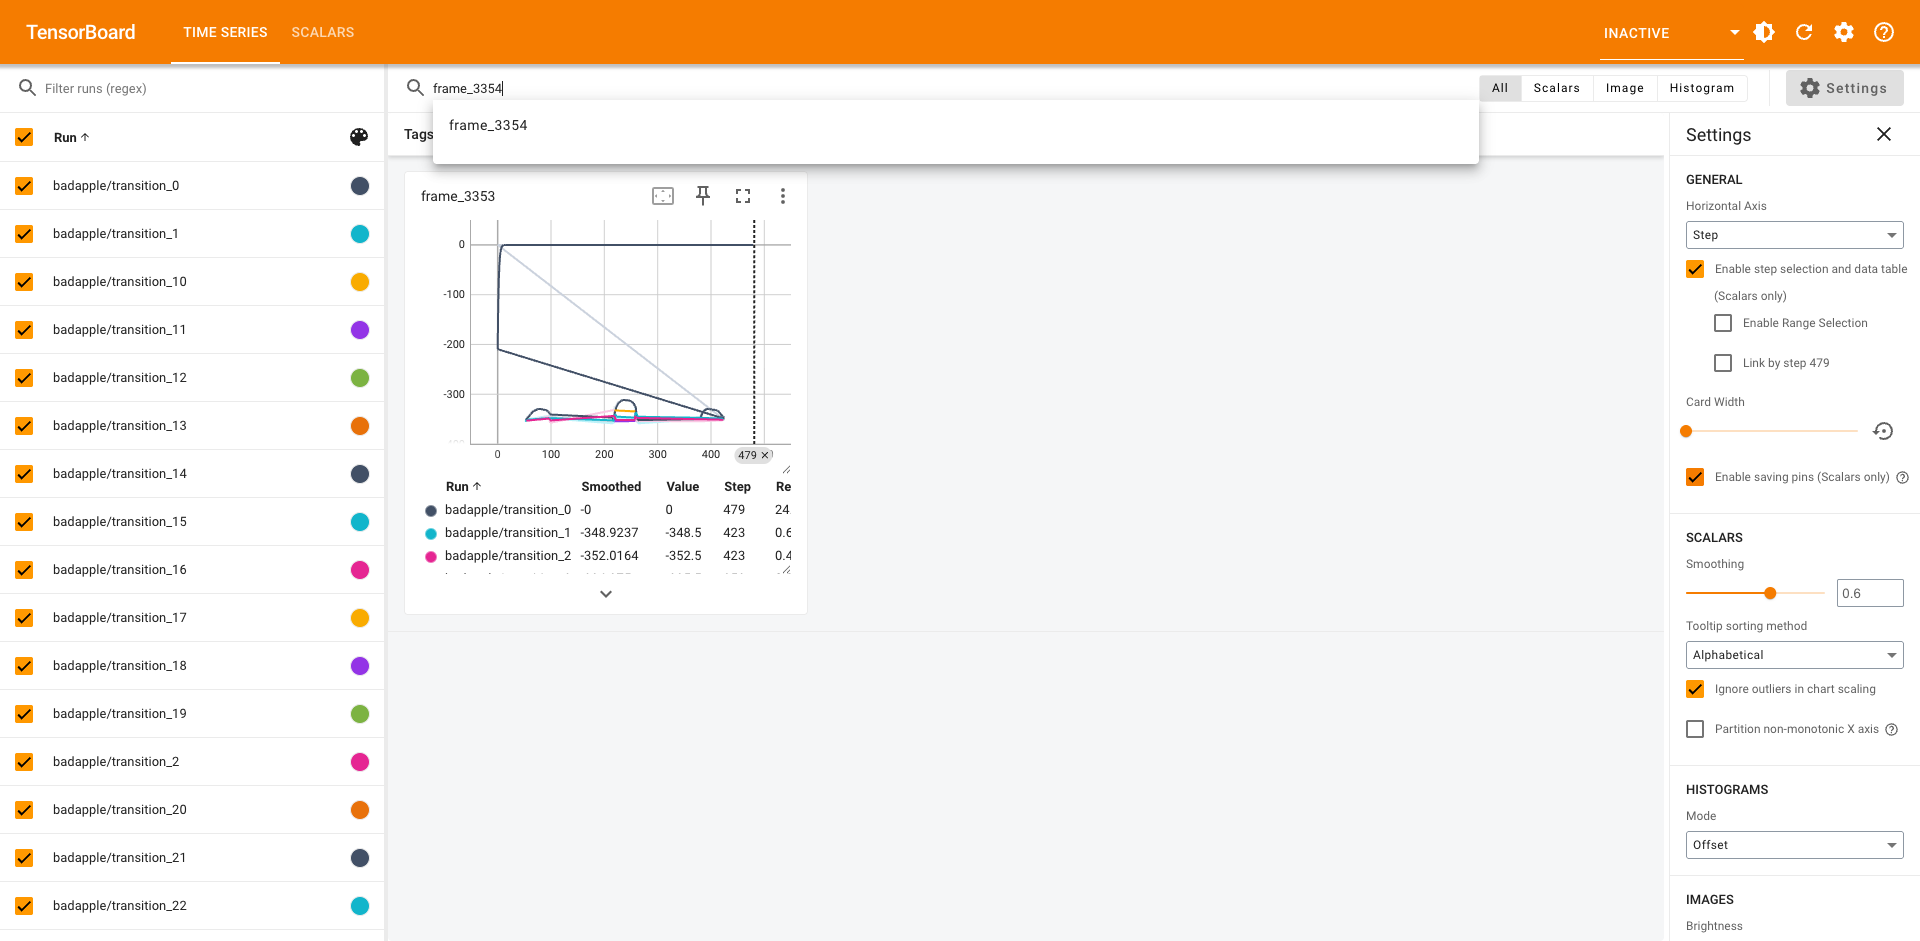 TensorBoard
TIME SERIES
SCALARS
INACTIVE
Filter runs (regex)
frame_3354
All
Scalars
Image
Histogram
Settings
frame_3354
Run
Tags
Settings
badapple/transition_0
badapple/transition_1
badapple/transition_10
badapple/transition_11
badapple/transition_12
badapple/transition_13
badapple/transition_14
badapple/transition_15
badapple/transition_16
badapple/transition_17
badapple/transition_18
badapple/transition_19
badapple/transition_2
badapple/transition_20
badapple/transition_21
badapple/transition_22
frame_3353
0
-100
-200
-300
0 100 200 300 400 479
Run Smoothed Value Step Re
badapple/transition_0 -0 0 479 24.
badapple/transition_1 -348.9237 -348.5 423 0.6
badapple/transition_2 -352.0164 -352.5 423 0.4
GENERAL
Horizontal Axis
Step
Enable step selection and data table
(Scalars only)
Enable Range Selection
Link by step 479
Card Width
Enable saving pins (Scalars only)
SCALARS
Smoothing
0.6
Tooltip sorting method
Alphabetical
Ignore outliers in chart scaling
Partition non-monotonic X axis
HISTOGRAMS
Mode
Offset
IMAGES
Brightness